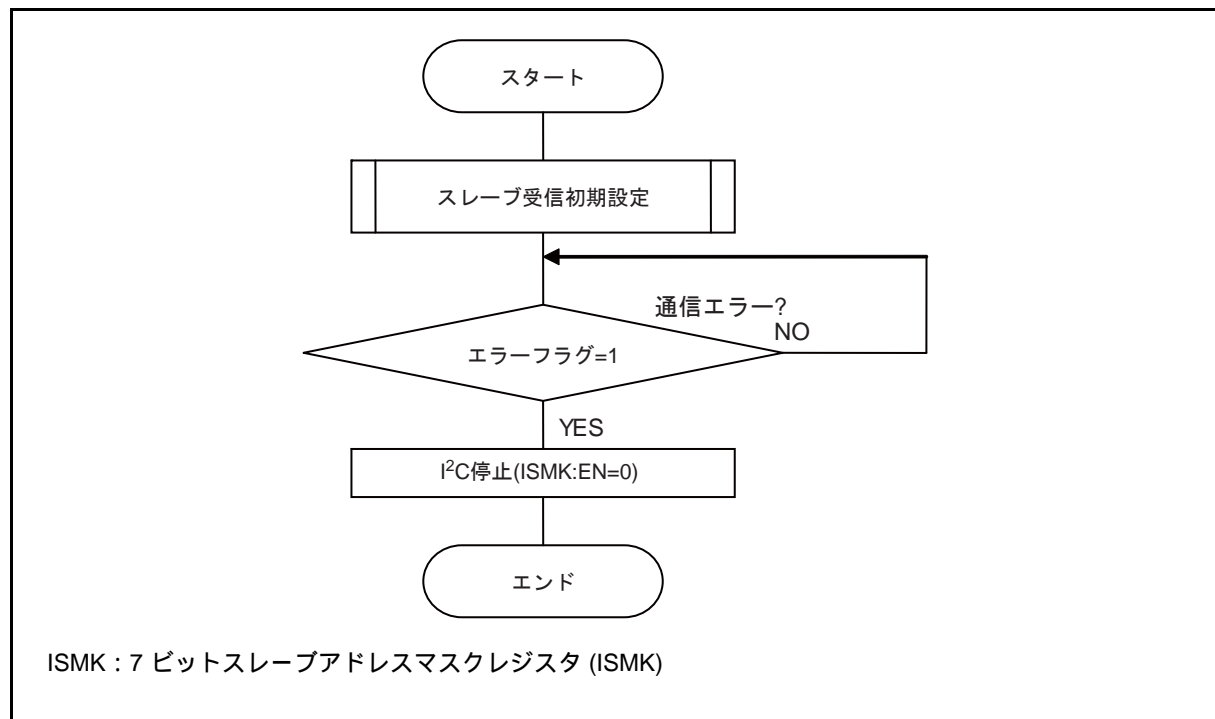 スタート
スレーブ受信初期設定
通信エラー?
NO
エラーフラグ=1
YES
I²C停止(ISMK:EN=0)
エンド
ISMK : 7 ビットスレーブアドレスマスクレジスタ (ISMK)